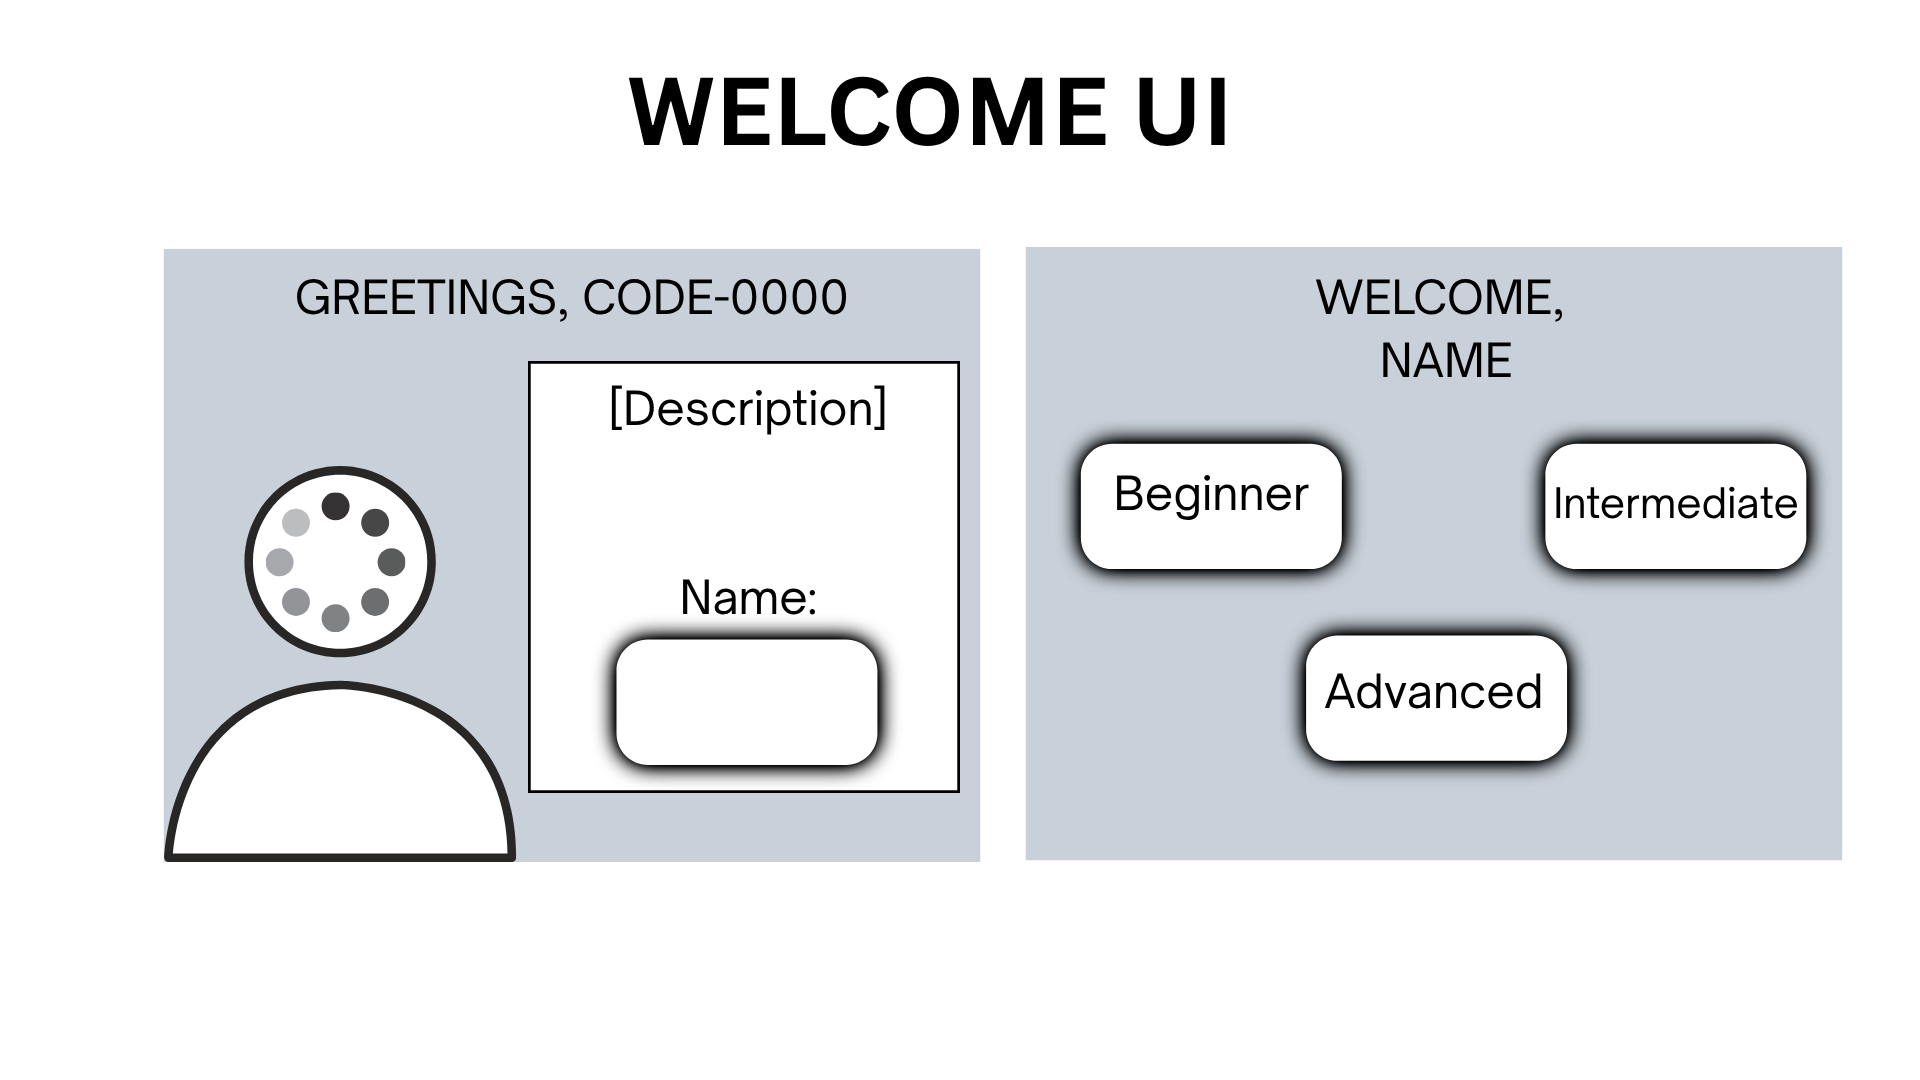 WELCOME UI
GREETINGS, CODE-0000
[Description]
Name:
WELCOME,
NAME
Beginner
Intermediate
Advanced